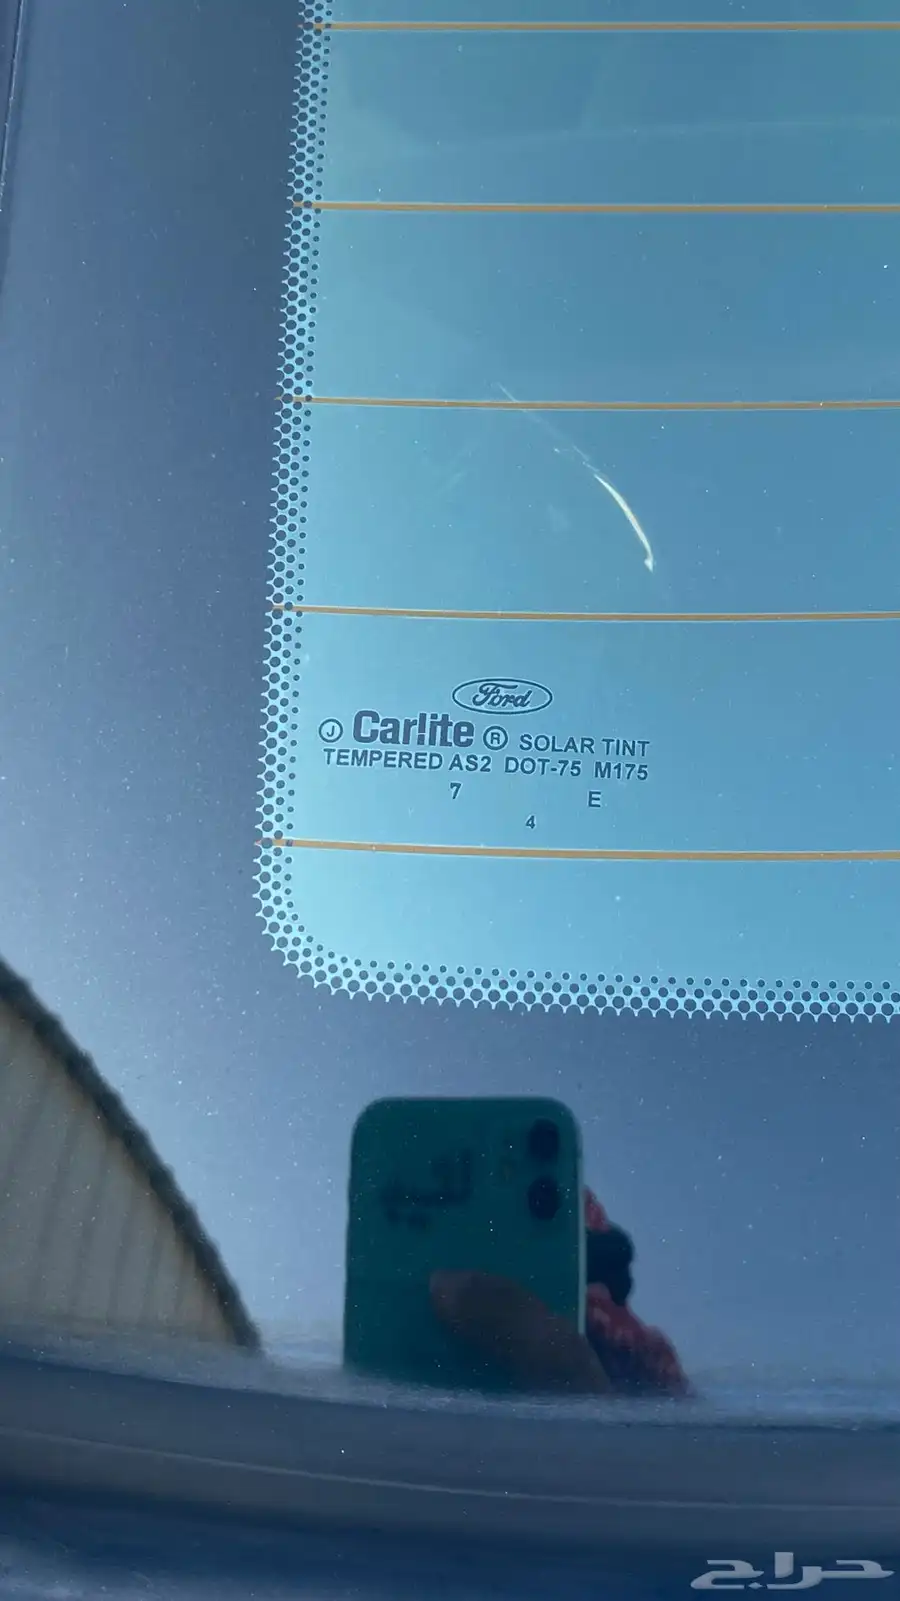 Ford
J Carlite ® SOLAR TINT
TEMPERED AS2 DOT-75 M175
7 E
4
حراج